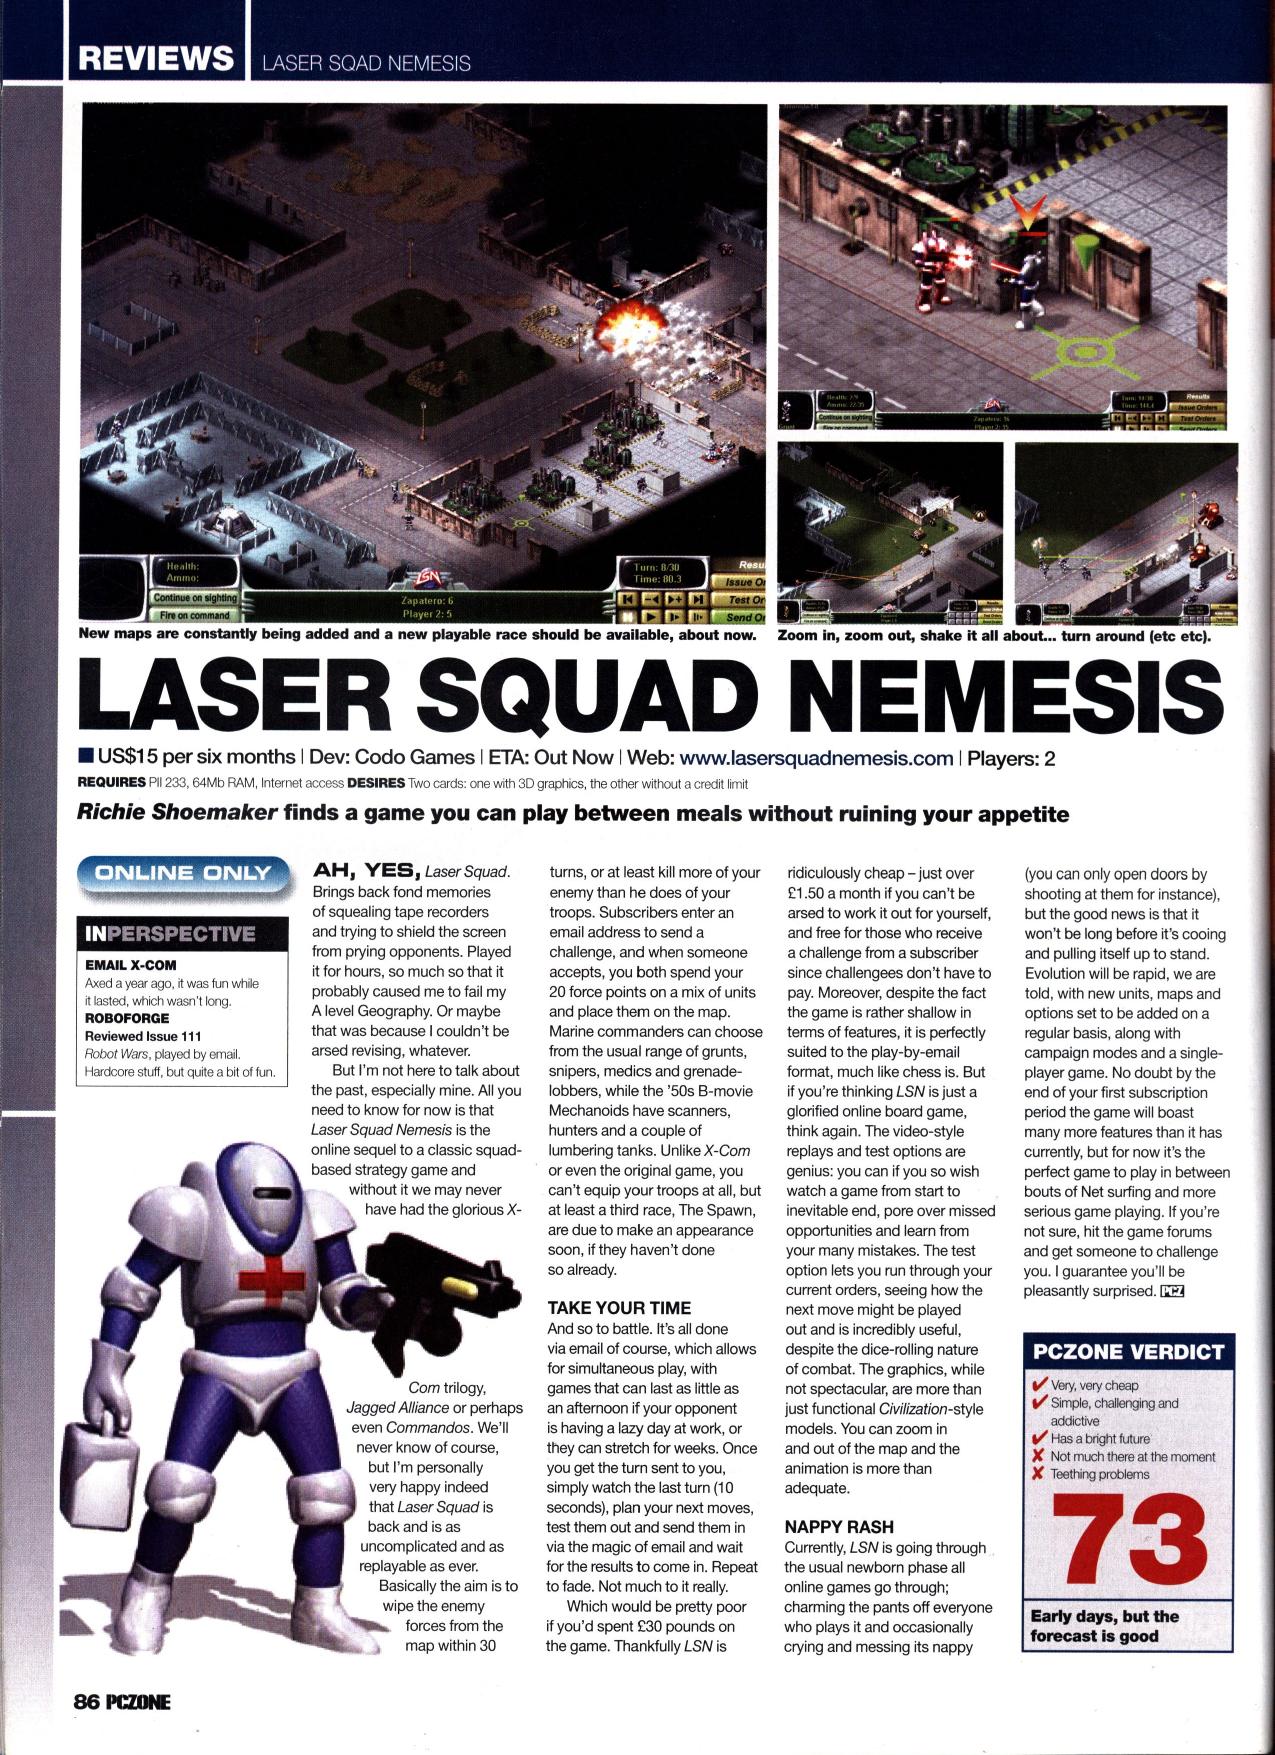 REVIEWS
LASER SQAD NEMESIS
Health:
Ammo:
Continue on sighting
Fire on command
LSN
Zapatero: 6
Player 2: 5
Turn: 8/30
Time: 80.3
Issue Or
Test Or
Send Or
Results
Issue Orders
Test Orders
Continue on sighting
New maps are constantly being added and a new playable race should be available, about now.
Zoom in, zoom out, shake it all about... turn around (etc etc).
LASER SQUAD NEMESIS
US$15 per six months | Dev: Codo Games | ETA: Out Now | Web: www.lasersquadnemesis.com | Players: 2
REQUIRES PII 233, 64Mb RAM, Internet access DESIRES Two cards: one with 3D graphics, the other without a credit limit
Richie Shoemaker finds a game you can play between meals without ruining your appetite
ONLINE ONLY
INPERSPECTIVE
EMAIL X-COM
Axed a year ago, it was fun while
it lasted, which wasn't long.
ROBOFORGE
Reviewed Issue 111
Robot Wars, played by email.
Hardcore stuff, but quite a bit of fun.
AH, YES, Laser Squad.
Brings back fond memories
of squealing tape recorders
and trying to shield the screen
from prying opponents. Played
it for hours, so much so that it
probably caused me to fail my
A level Geography. Or maybe
that was because I couldn't be
arsed revising, whatever.
But I'm not here to talk about
the past, especially mine. All you
need to know for now is that
Laser Squad Nemesis is the
online sequel to a classic squad-
based strategy game and
without it we may never
have had the glorious X-
Com trilogy,
Jagged Alliance or perhaps
even Commandos. We'll
never know of course,
but I'm personally
very happy indeed
that Laser Squad is
back and is as
uncomplicated and as
replayable as ever.
Basically the aim is to
wipe the enemy
forces from the
map within 30
turns, or at least kill more of your
enemy than he does of your
troops. Subscribers enter an
email address to send a
challenge, and when someone
accepts, you both spend your
20 force points on a mix of units
and place them on the map.
Marine commanders can choose
from the usual range of grunts,
snipers, medics and grenade-
lobbers, while the '50s B-movie
Mechanoids have scanners,
hunters and a couple of
lumbering tanks. Unlike X-Com
or even the original game, you
can't equip your troops at all, but
at least a third race, The Spawn,
are due to make an appearance
soon, if they haven't done
so already.
TAKE YOUR TIME
And so to battle. It's all done
via email of course, which allows
for simultaneous play, with
games that can last as little as
an afternoon if your opponent
is having a lazy day at work, or
they can stretch for weeks. Once
you get the turn sent to you,
simply watch the last turn (10
seconds), plan your next moves,
test them out and send them in
via the magic of email and wait
for the results to come in. Repeat
to fade. Not much to it really.
Which would be pretty poor
if you'd spent £30 pounds on
the game. Thankfully LSN is
ridiculously cheap – just over
£1.50 a month if you can't be
arsed to work it out for yourself,
and free for those who receive
a challenge from a subscriber
since challengees don't have to
pay. Moreover, despite the fact
the game is rather shallow in
terms of features, it is perfectly
suited to the play-by-email
format, much like chess is. But
if you're thinking LSN is just a
glorified online board game,
think again. The video-style
replays and test options are
genius: you can if you so wish
watch a game from start to
inevitable end, pore over missed
opportunities and learn from
your many mistakes. The test
option lets you run through your
current orders, seeing how the
next move might be played
out and is incredibly useful,
despite the dice-rolling nature
of combat. The graphics, while
not spectacular, are more than
just functional Civilization-style
models. You can zoom in
and out of the map and the
animation is more than
adequate.
NAPPY RASH
Currently, LSN is going through
the usual newborn phase all
online games go through;
charming the pants off everyone
who plays it and occasionally
crying and messing its nappy
(you can only open doors by
shooting at them for instance),
but the good news is that it
won't be long before it's cooing
and pulling itself up to stand.
Evolution will be rapid, we are
told, with new units, maps and
options set to be added on a
regular basis, along with
campaign modes and a single-
player game. No doubt by the
end of your first subscription
period the game will boast
many more features than it has
currently, but for now it's the
perfect game to play in between
bouts of Net surfing and more
serious game playing. If you're
not sure, hit the game forums
and get someone to challenge
you. I guarantee you'll be
pleasantly surprised. PCZ
PCZONE VERDICT
Very, very cheap
Simple, challenging and
addictive
Has a bright future
Not much there at the moment
Teething problems
73
Early days, but the
forecast is good
86 PCZONE